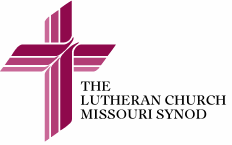 THE
LUTHERAN CHURCH
MISSOURI SYNOD